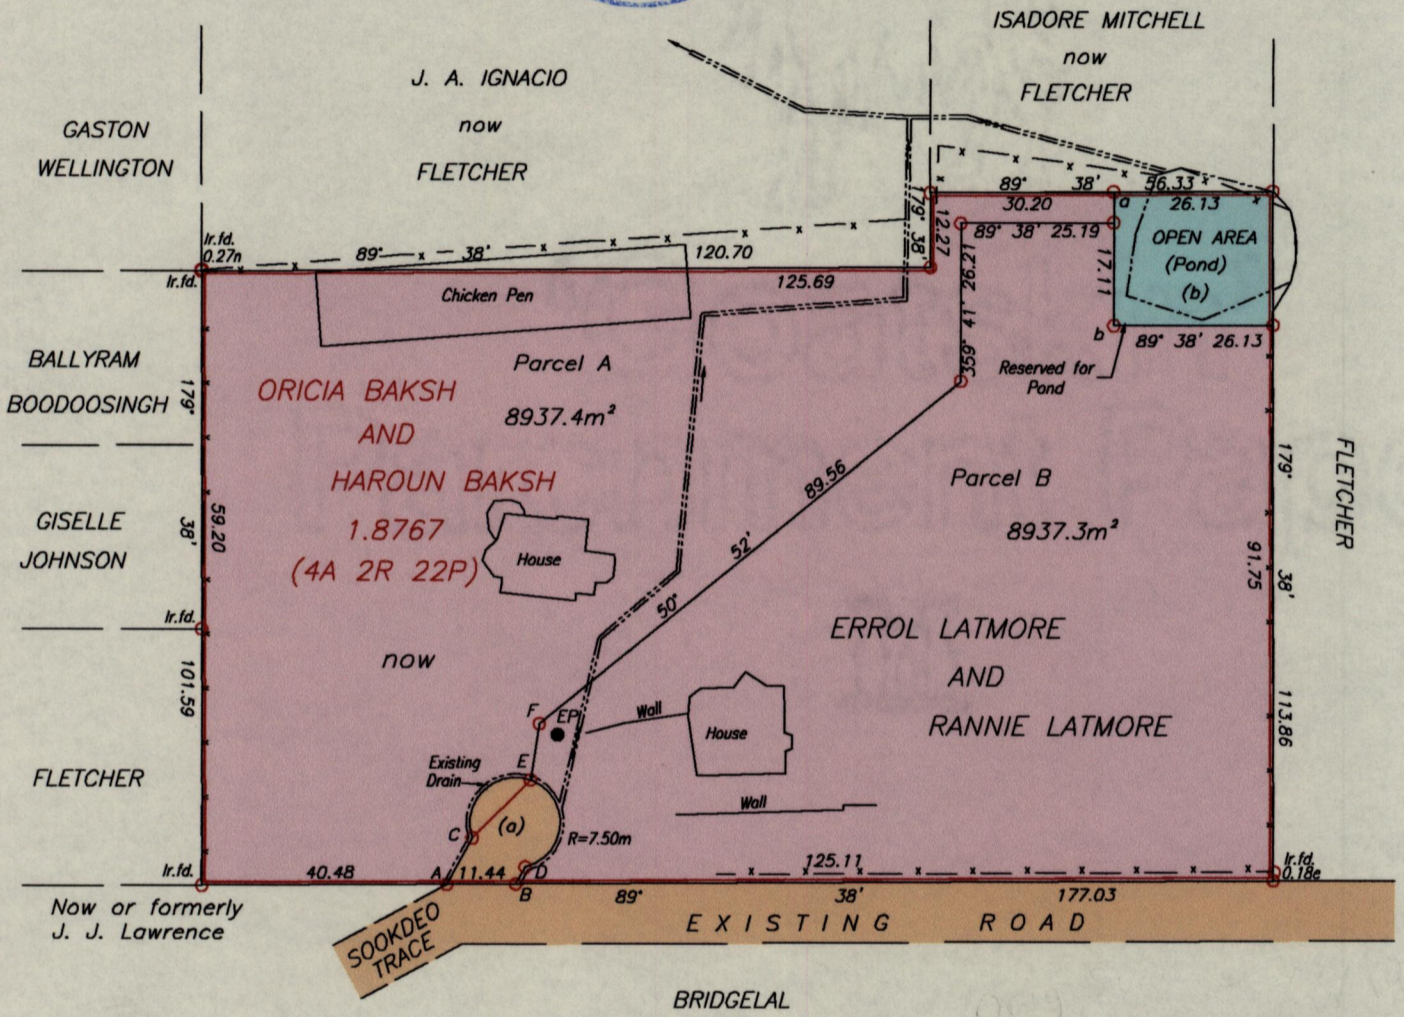 ISADORE MITCHELL
now
FLETCHER
J. A. IGNACIO
now
FLETCHER
GASTON
WELLINGTON
Ir.fd.
0.27n
89° 38' 120.70
179° 38'
12.27
89° 38' 56.33
30.20
a
26.13
89° 38' 25.19
OPEN AREA
(Pond)
(b)
17.11
b
89° 38' 26.13
Reserved for
Pond
359° 41' 26.21
Ir.fd.
125.69
Chicken Pen
Parcel A
8937.4m²
BALLYRAM
BOODOOSINGH
179° 38'
101.59
59.20
ORICIA BAKSH
AND
HAROUN BAKSH
1.8767
(4A 2R 22P)
now
GISELLE
JOHNSON
House
50° 52' 89.56
Parcel B
8937.3m²
FLETCHER
179° 38'
113.86
91.75
ERROL LATMORE
AND
RANNIE LATMORE
Ir.fd.
F
EP
Wall
House
Existing
Drain
E
FLETCHER
C
(a)
R=7.50m
Wall
Ir.fd.
40.48
A
11.44
D
B
125.11
Ir.fd.
0.18e
89° 38' 177.03
Now or formerly
J. J. Lawrence
SOOKDEO
TRACE
EXISTING ROAD
BRIDGELAL